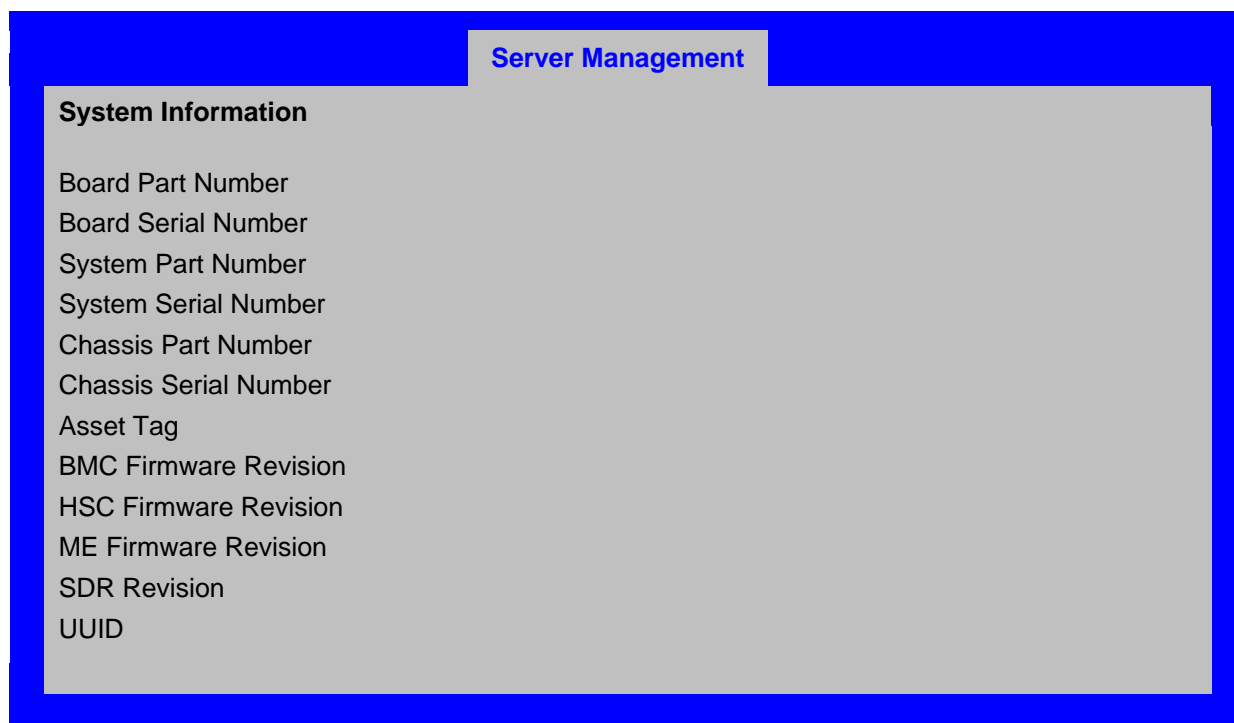 Server Management
System Information
Board Part Number
Board Serial Number
System Part Number
System Serial Number
Chassis Part Number
Chassis Serial Number
Asset Tag
BMC Firmware Revision
HSC Firmware Revision
ME Firmware Revision
SDR Revision
UUID